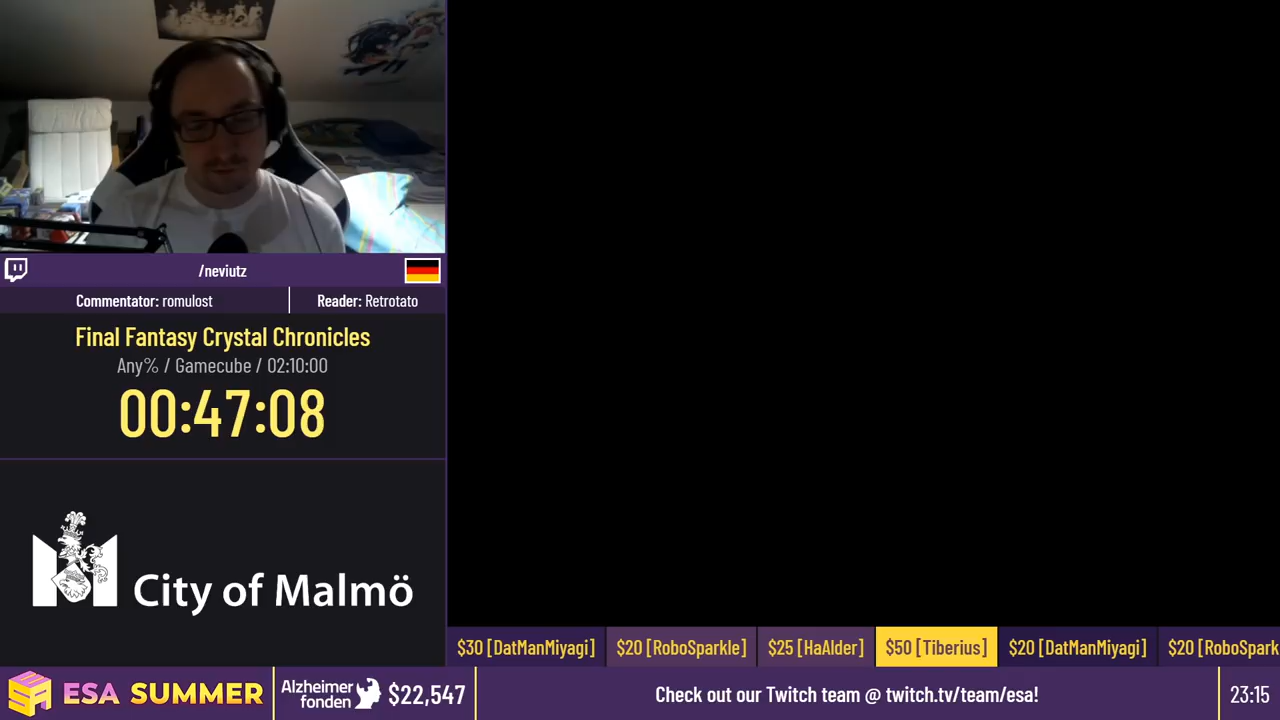 /neviutz
Commentator: romulost
Reader: Retrotato
Final Fantasy Crystal Chronicles
Any% / Gamecube / 02:10:00
00:47:08
City of Malmö
$30 [DatManMiyagi]
$20 [RoboSparkle]
$25 [HaAlder]
$50 [Tiberius]
$20 [DatManMiyagi]
$20 [RoboSpark
ESA SUMMER
Alzheimer
fonden
$22,547
Check out our Twitch team @ twitch.tv/team/esa!
23:15